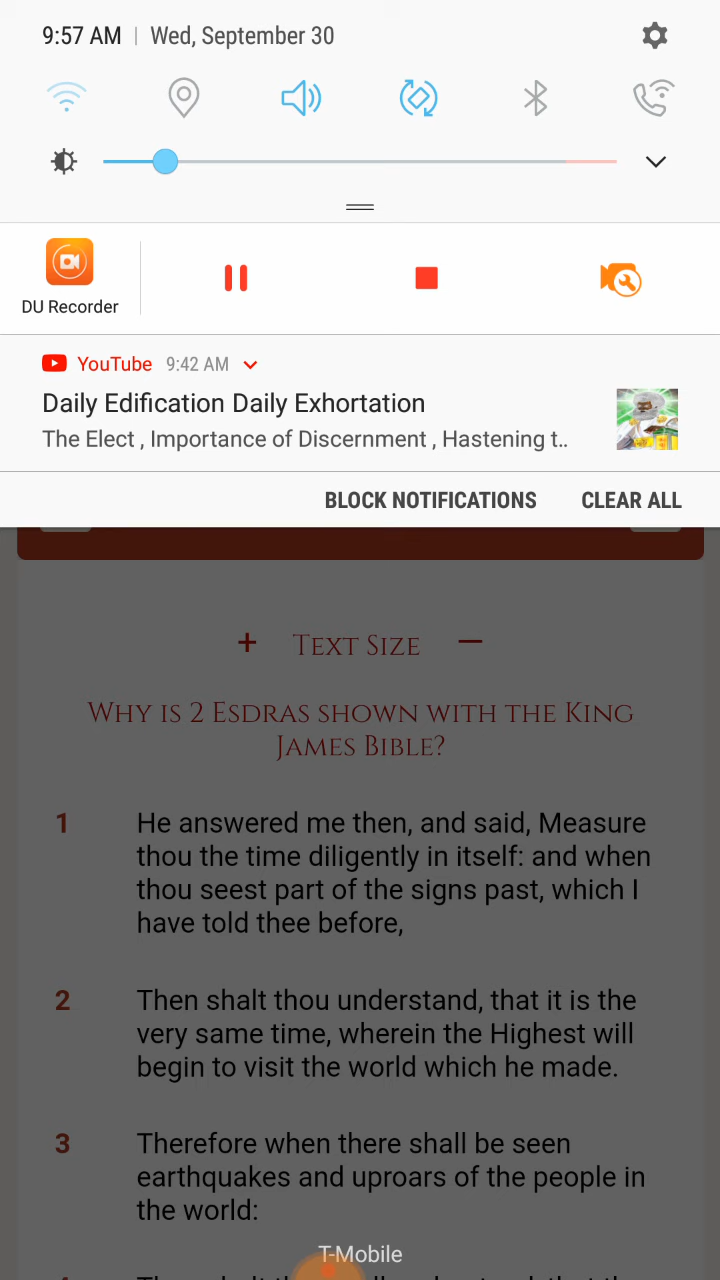 9:57 AM | Wed, September 30
DU Recorder
YouTube 9:42 AM
Daily Edification Daily Exhortation
The Elect , Importance of Discernment , Hastening t..
BLOCK NOTIFICATIONS CLEAR ALL
+ Text Size —
Why is 2 Esdras shown with the King
James Bible?
1 He answered me then, and said, Measure
thou the time diligently in itself: and when
thou seest part of the signs past, which I
have told thee before,
2 Then shalt thou understand, that it is the
very same time, wherein the Highest will
begin to visit the world which he made.
3 Therefore when there shall be seen
earthquakes and uproars of the people in
the world:
T-Mobile